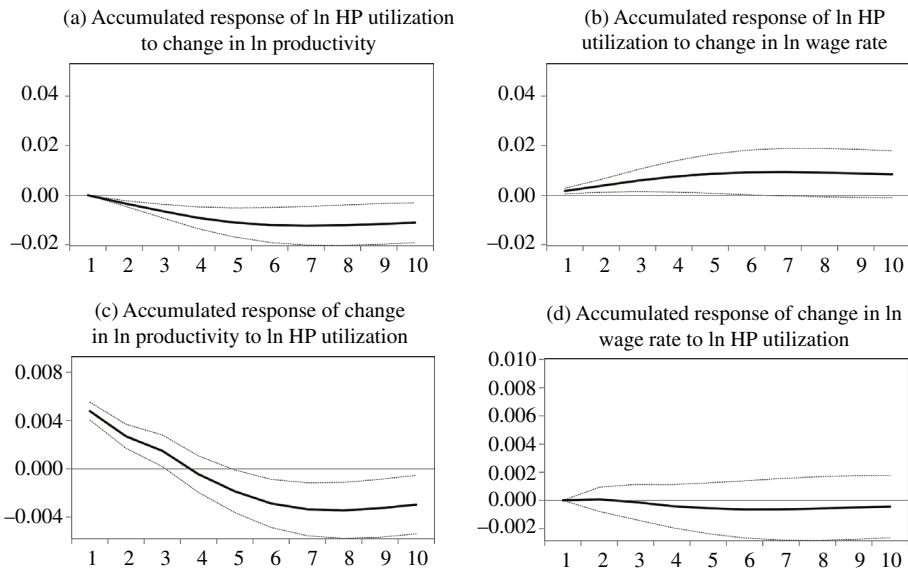 (a) Accumulated response of ln HP utilization
to change in ln productivity
0.04
0.02
0.00
–0.02
1 2 3 4 5 6 7 8 9 10
(b) Accumulated response of ln HP
utilization to change in ln wage rate
0.04
0.02
0.00
–0.02
1 2 3 4 5 6 7 8 9 10
(c) Accumulated response of change
in ln productivity to ln HP utilization
0.008
0.004
0.000
–0.004
1 2 3 4 5 6 7 8 9 10
(d) Accumulated response of change in ln
wage rate to ln HP utilization
0.010
0.008
0.006
0.004
0.002
0.000
–0.002
1 2 3 4 5 6 7 8 9 10